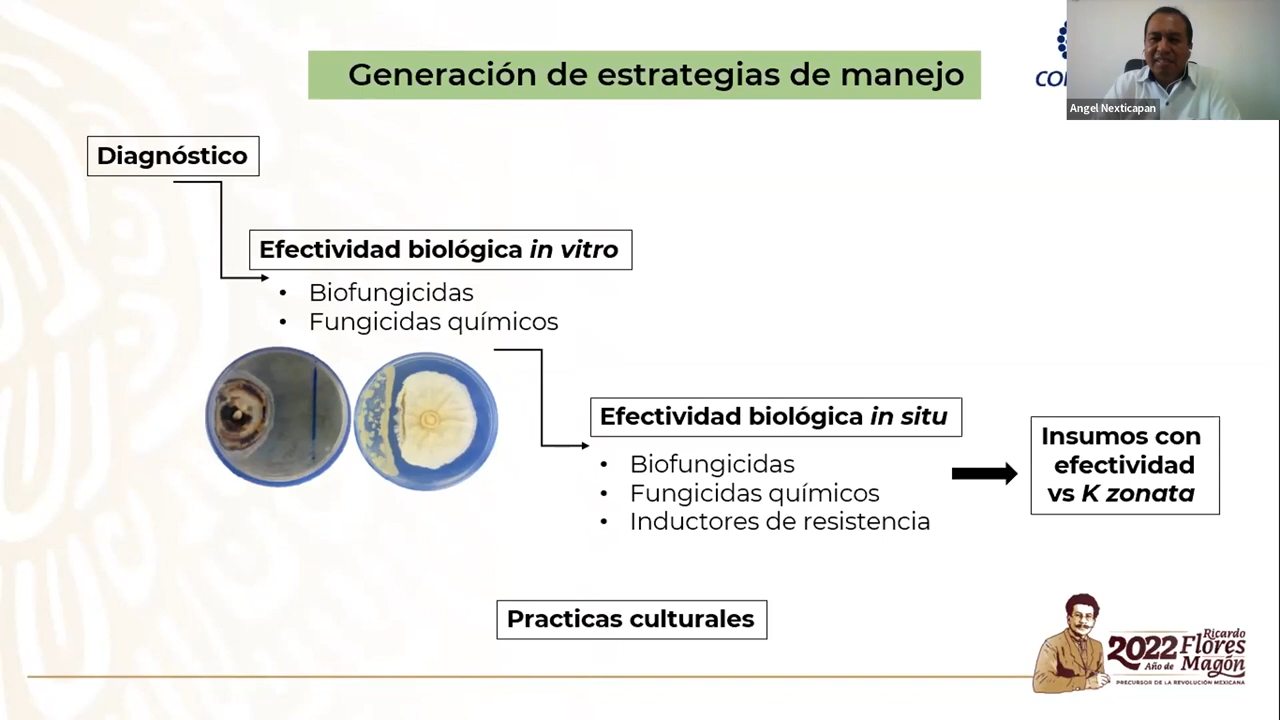 Generación de estrategias de manejo
Angel Nexticapan
Diagnóstico
Efectividad biológica in vitro
• Biofungicidas
• Fungicidas químicos
Efectividad biológica in situ
• Biofungicidas
• Fungicidas químicos
• Inductores de resistencia
Insumos con
efectividad
vs K zonata
Practicas culturales
2022 Ricardo
Año de Flores
Magón
PRECURSOR DE LA REVOLUCIÓN MEXICANA